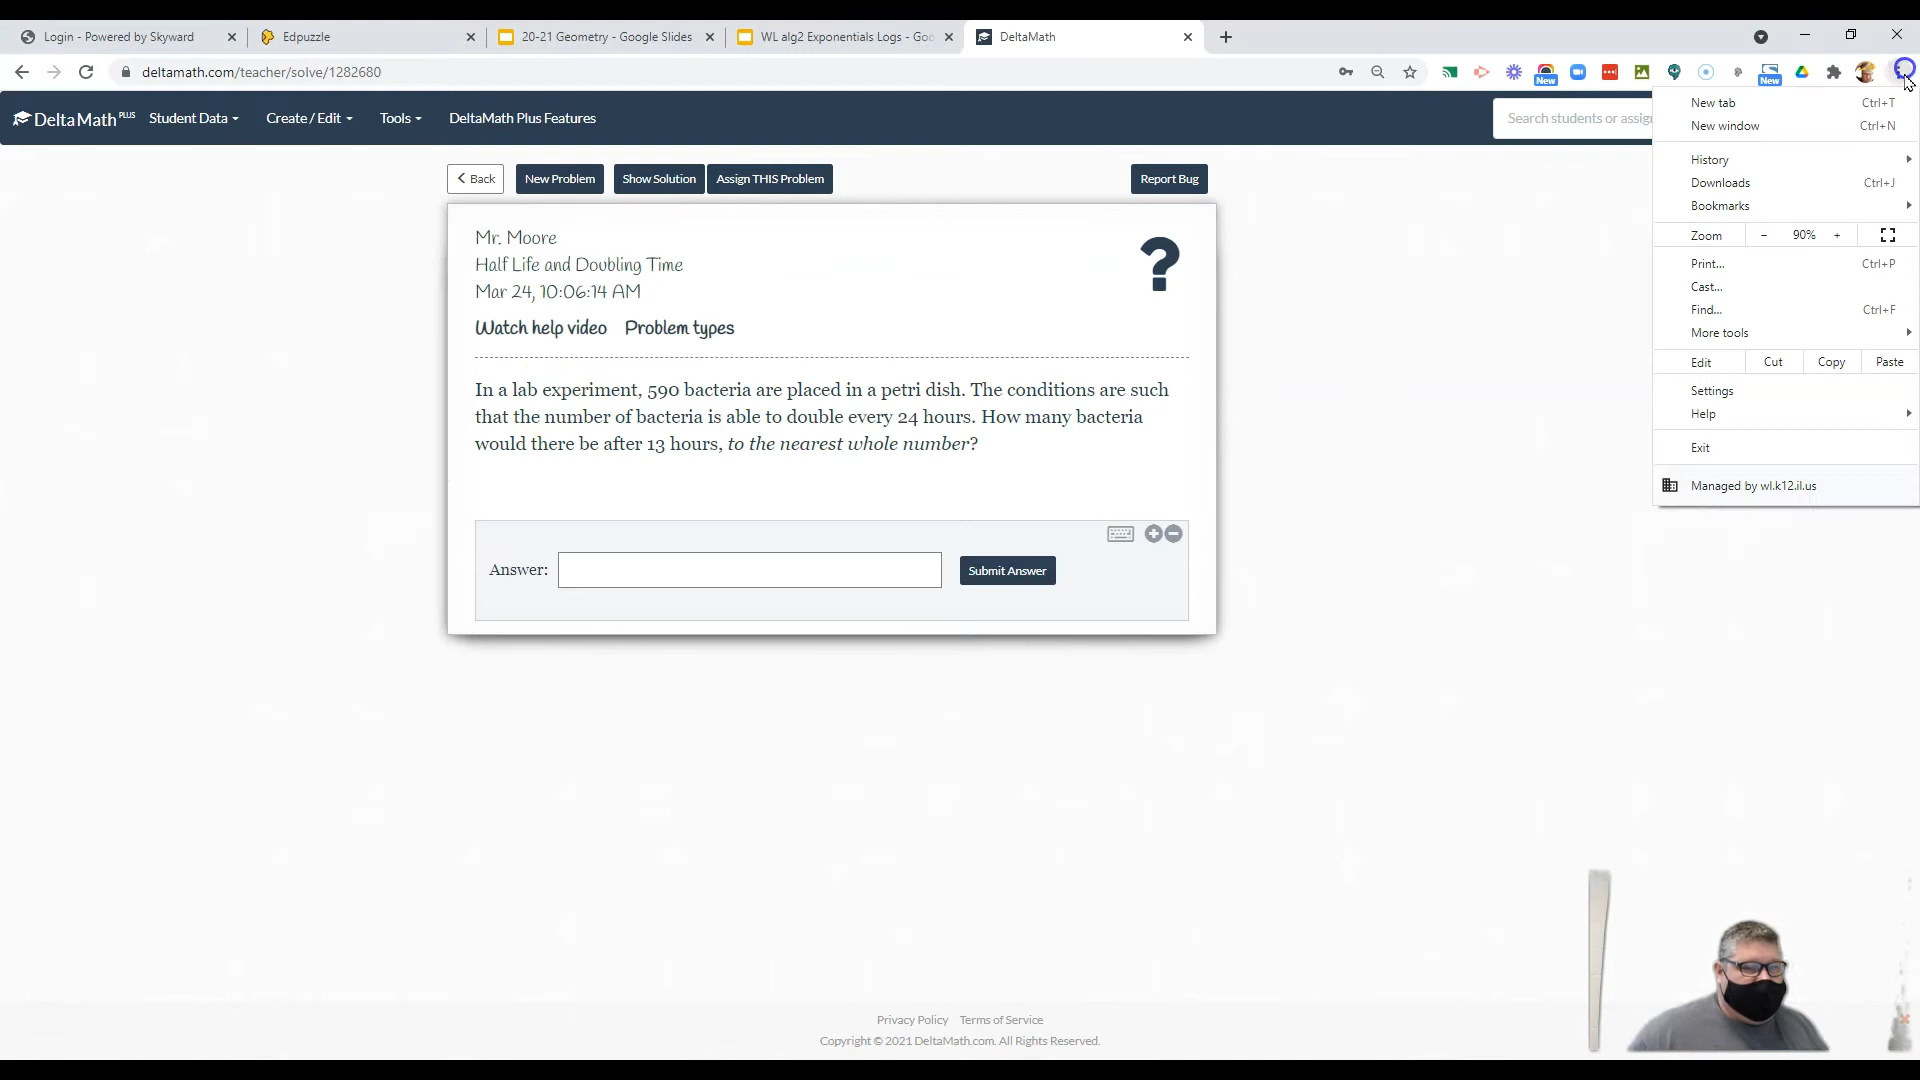 Login - Powered by Skyward
Edpuzzle
20-21 Geometry - Google Slides
WL alg2 Exponentials Logs - Goo
DeltaMath
deltamath.com/teacher/solve/1282680
New
New
DeltaMath PLUS
Student Data
Create / Edit
Tools
DeltaMath Plus Features
Search students or assig
Back
New Problem
Show Solution
Assign THIS Problem
Report Bug
Mr. Moore
Half Life and Doubling Time
Mar 24, 10:06:14 AM
?
Watch help video Problem types
In a lab experiment, 590 bacteria are placed in a petri dish. The conditions are such
that the number of bacteria is able to double every 24 hours. How many bacteria
would there be after 13 hours, to the nearest whole number?
Answer:
Submit Answer
New tab Ctrl+T
New window Ctrl+N
History
Downloads Ctrl+J
Bookmarks
Zoom - 90% +
Print... Ctrl+P
Cast...
Find... Ctrl+F
More tools
Edit Cut Copy Paste
Settings
Help
Exit
Managed by wl.k12.il.us
Privacy Policy Terms of Service
Copyright © 2021 DeltaMath.com. All Rights Reserved.